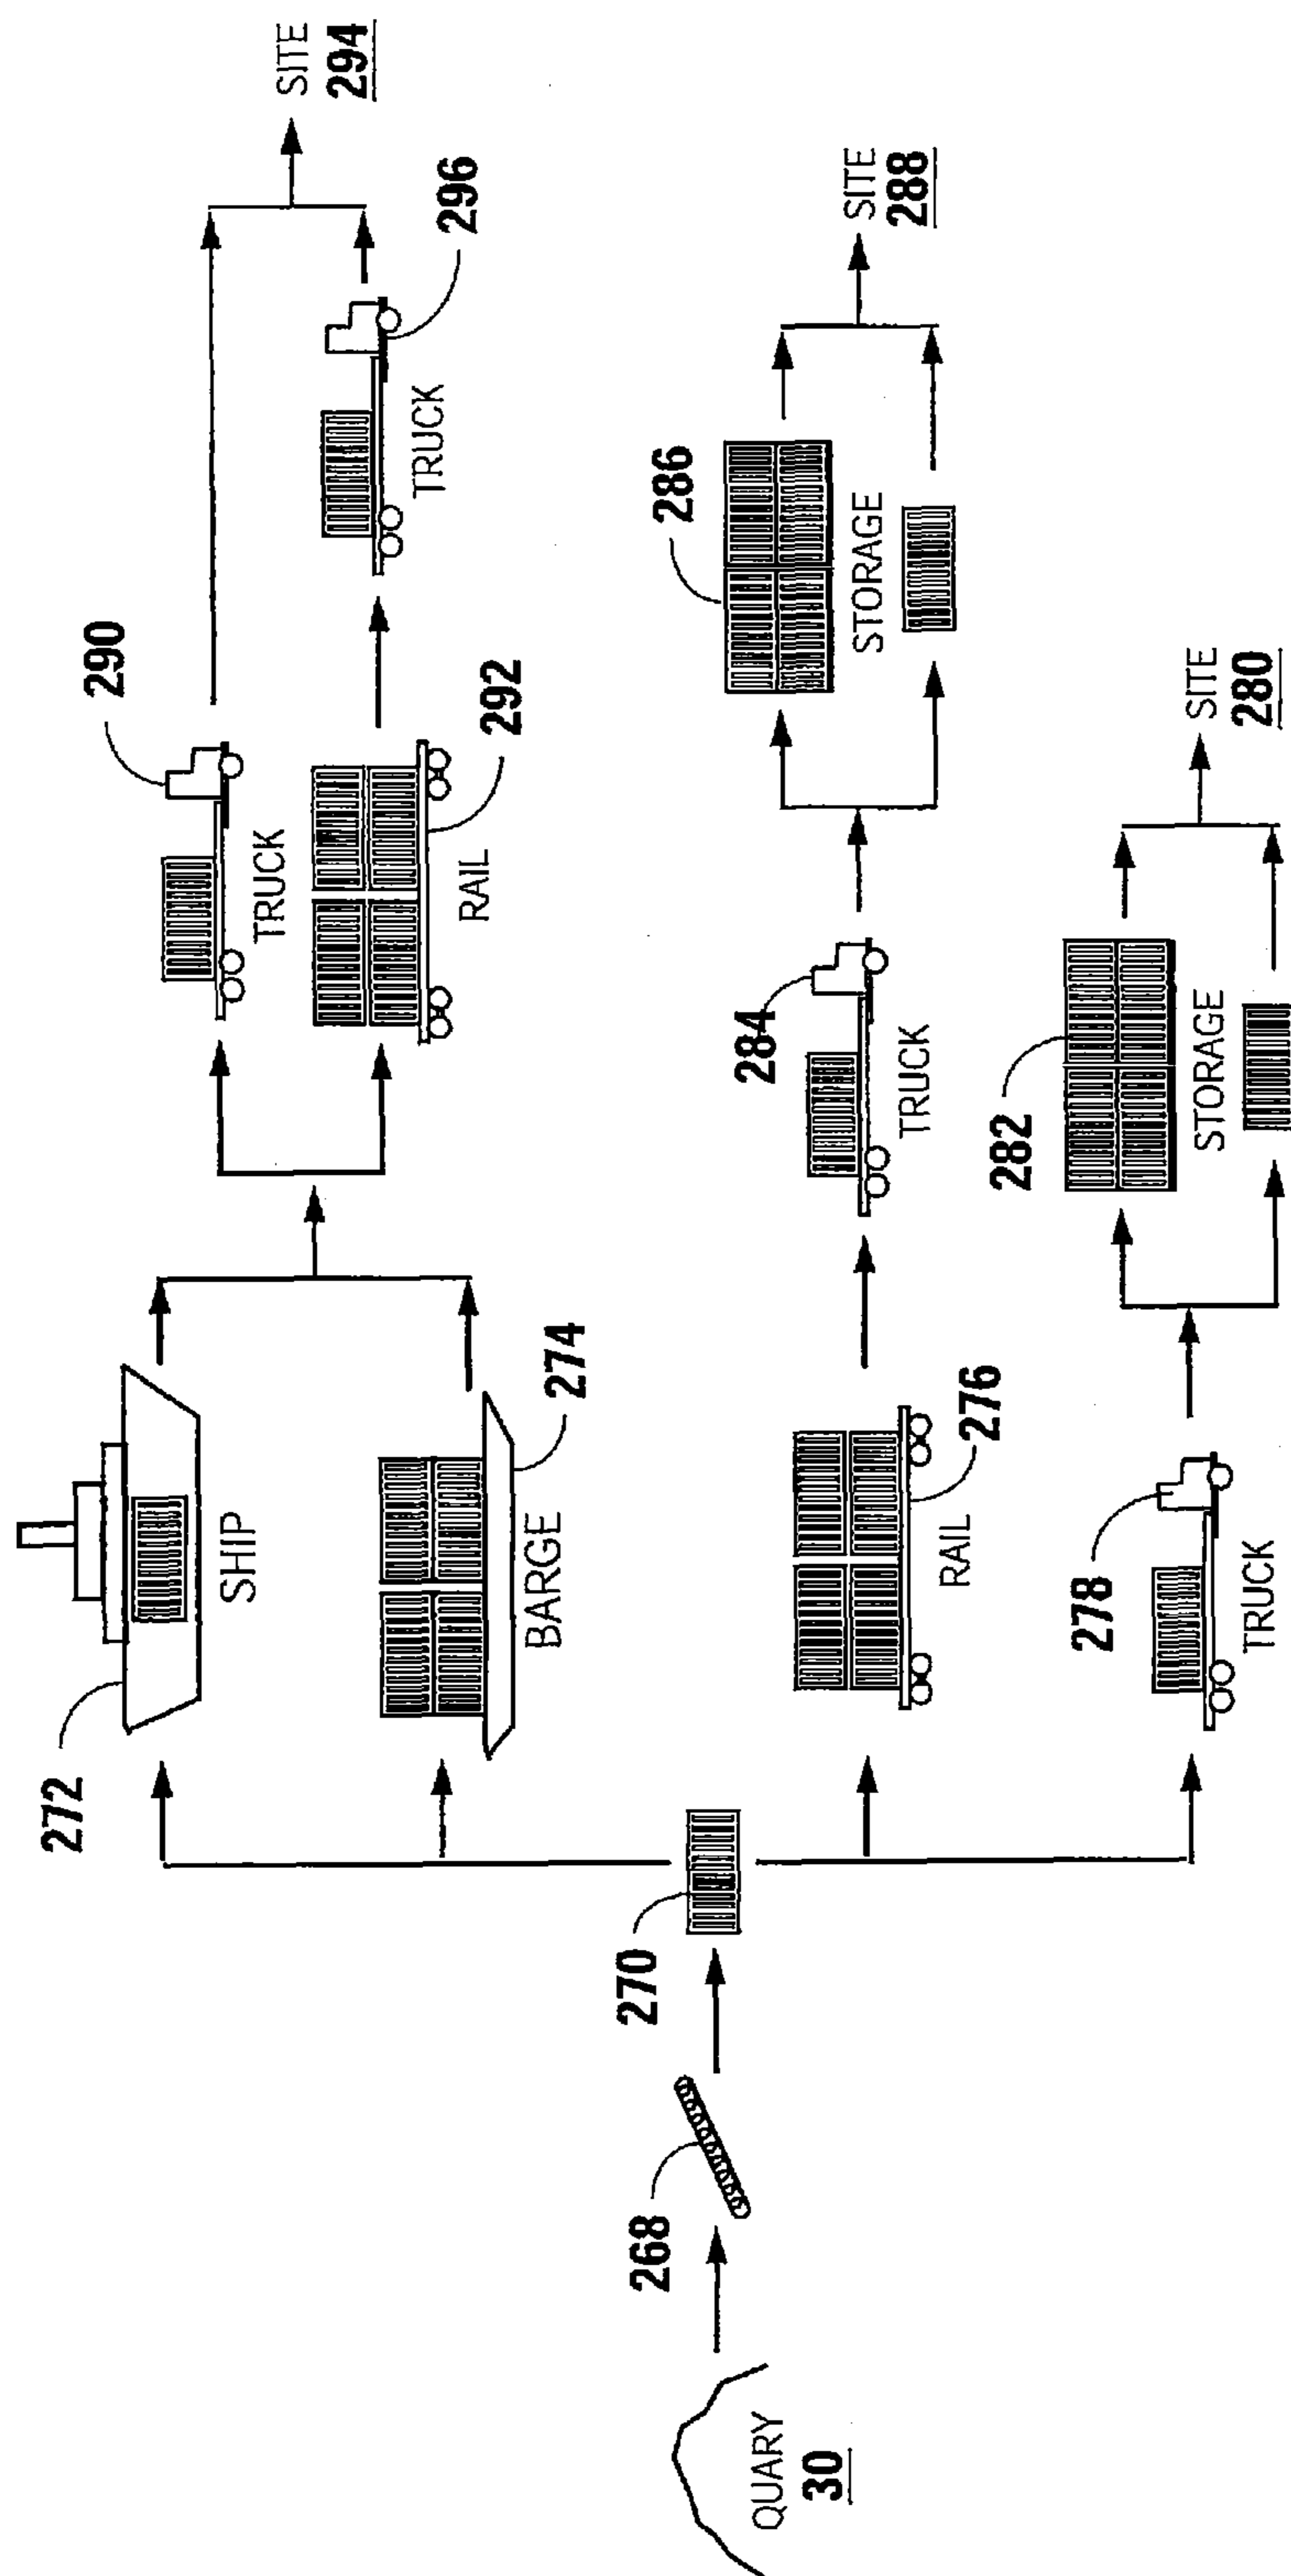 QUARY
30
268
270
272
SHIP
274
BARGE
276
RAIL
278
TRUCK
290
TRUCK
292
RAIL
296
TRUCK
SITE
294
284
TRUCK
286
STORAGE
SITE
288
282
STORAGE
SITE
280